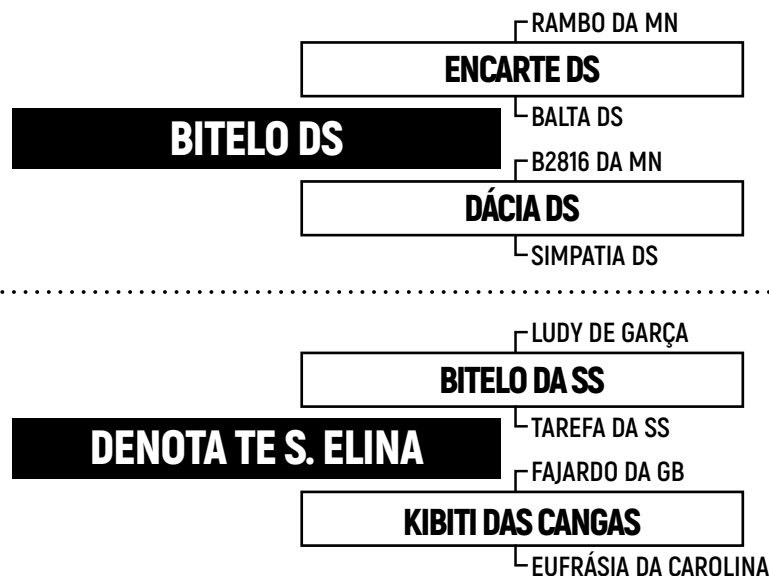 RAMBO DA MN
ENCARTE DS
BALTA DS
BITELO DS
B2816 DA MN
DÁCIA DS
SIMPATIA DS
LUDY DE GARÇA
BITELO DA SS
TAREFA DA SS
DENOTA TE S. ELINA
FAJARDO DA GB
KIBITI DAS CANGAS
EUFRÁSIA DA CAROLINA